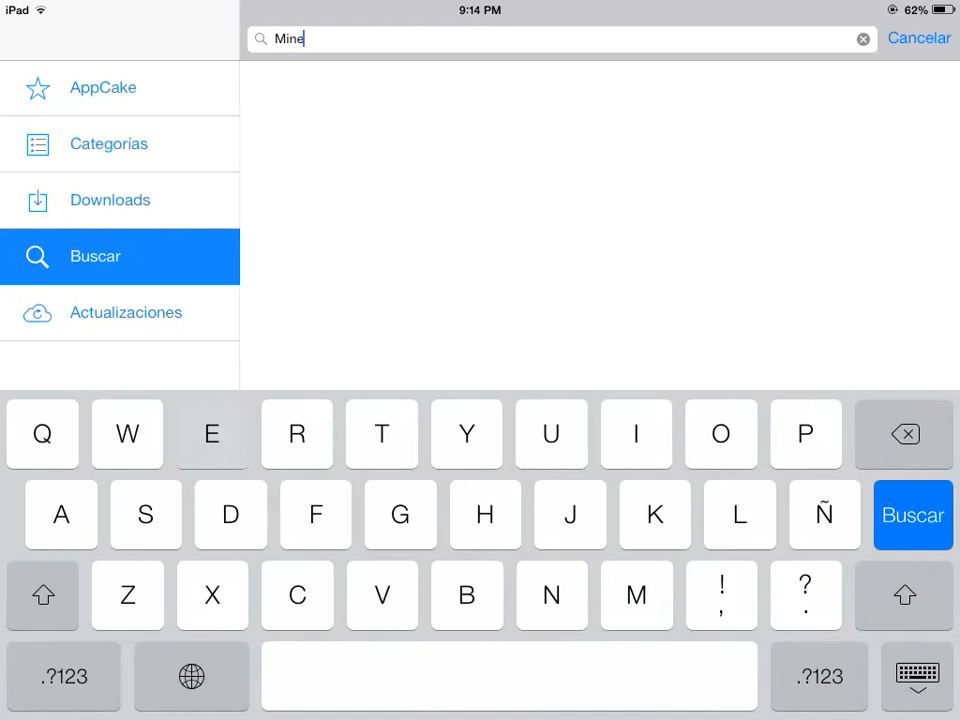 iPad
9:14 PM
62%
Mine
Cancelar
AppCake
Categorías
Downloads
Buscar
Actualizaciones
Q W E R T Y U I O P
A S D F G H J K L Ñ Buscar
Z X C V B N M ! , ? .
.?123 .?123